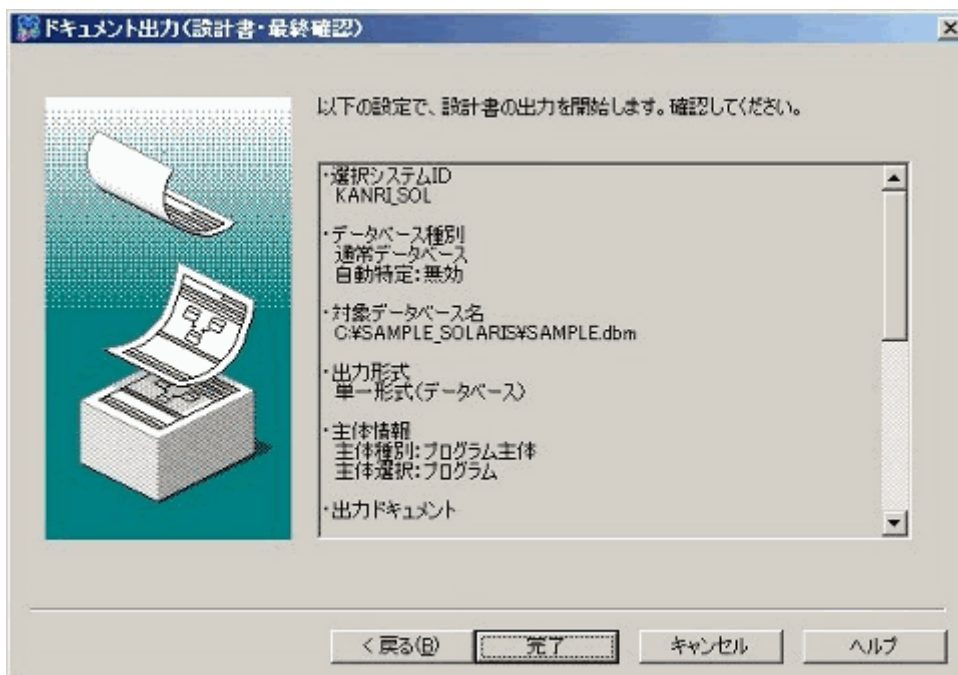 ドキュメント出力(設計書・最終確認)
以下の設定で、設計書の出力を開始します。確認してください。
・選択システムID
KANRI_SOL
・データベース種別
通常データベース
自動特定:無効
・対象データベース名
C:¥SAMPLE_SOLARIS¥SAMPLE.dbm
・出力形式
単一形式(データベース)
・主体情報
主体種別:プログラム主体
主体選択:プログラム
・出力ドキュメント
< 戻る(B)
完了
キャンセル
ヘルプ